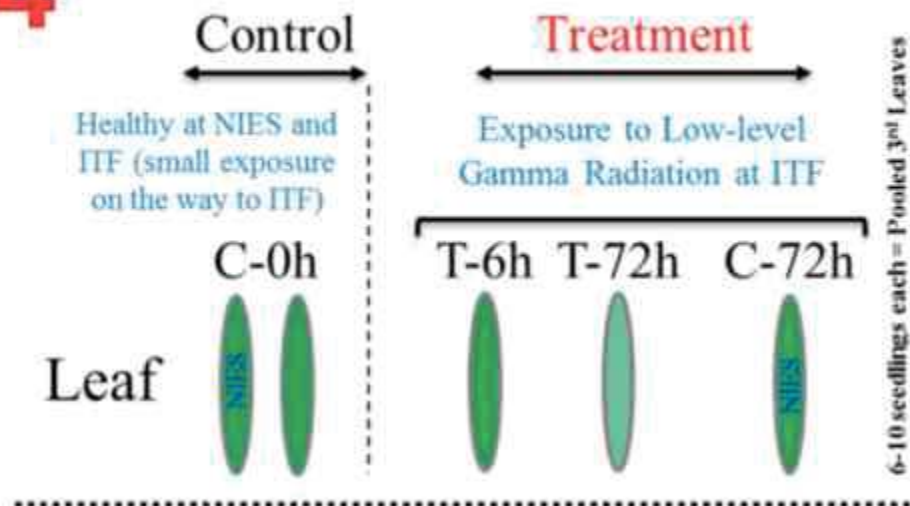 Control
Treatment
Healthy at NIES and
ITF (small exposure
on the way to ITF)
Exposure to Low-level
Gamma Radiation at ITF
C-0h
T-6h T-72h C-72h
Leaf
NIES
NIES
6-10 seedlings each = Pooled 3rd Leaves